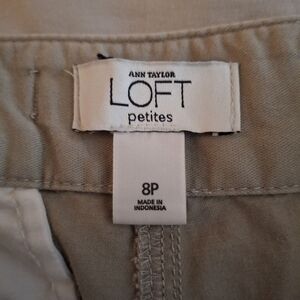 ANN TAYLOR
LOFT
petites
8P
MADE IN
INDONESIA